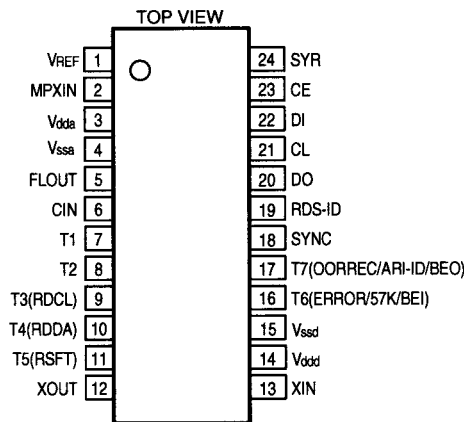 TOP VIEW
VREF 1
MPXIN 2
Vdda 3
Vssa 4
FLOUT 5
CIN 6
T1 7
T2 8
T3(RDCL) 9
T4(RDDA) 10
T5(RSFT) 11
XOUT 12
24 SYR
23 CE
22 DI
21 CL
20 DO
19 RDS-ID
18 SYNC
17 T7(OORREC/ARI-ID/BEO)
16 T6(ERROR/57K/BEI)
15 Vssd
14 Vddd
13 XIN